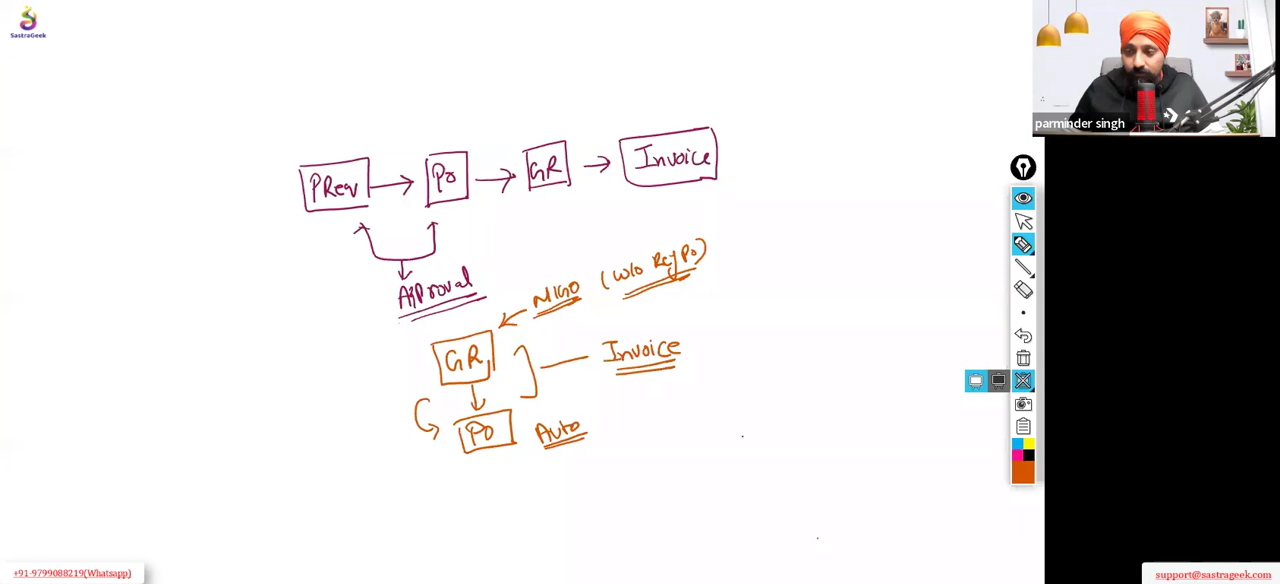 SastraGeek
parminder singh
PReqv → PO → GR → Invoice
Approval
MIGO (w/o Ref PO)
GR
Invoice
PO
Auto
+91-9799088219(Whatsapp)
support@sastrageek.com